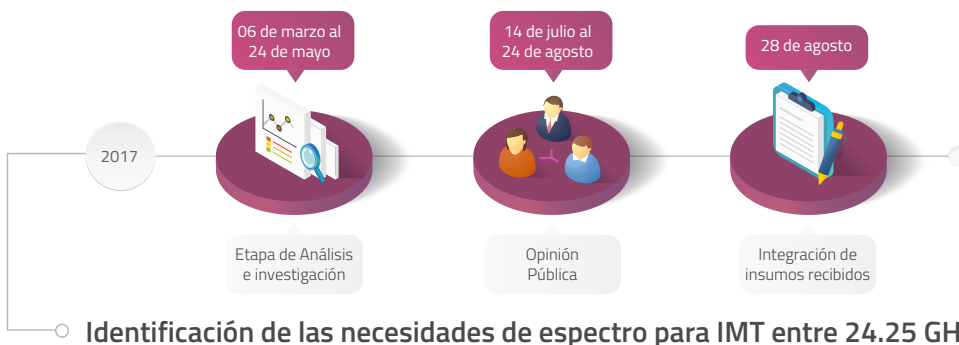 06 de marzo al
24 de mayo
14 de julio al
24 de agosto
28 de agosto
2017
Etapa de Análisis
e investigación
Opinión
Pública
Integración de
insumos recibidos
Identificación de las necesidades de espectro para IMT entre 24.25 GH